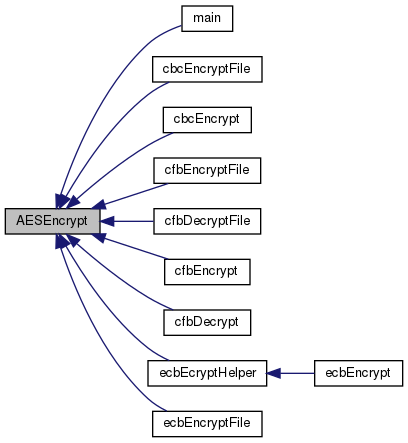 main
cbcEncryptFile
cbcEncrypt
cfbEncryptFile
AESEncrypt
cfbDecryptFile
cfbEncrypt
cfbDecrypt
ecbEcryptHelper
ecbEncrypt
ecbEncryptFile